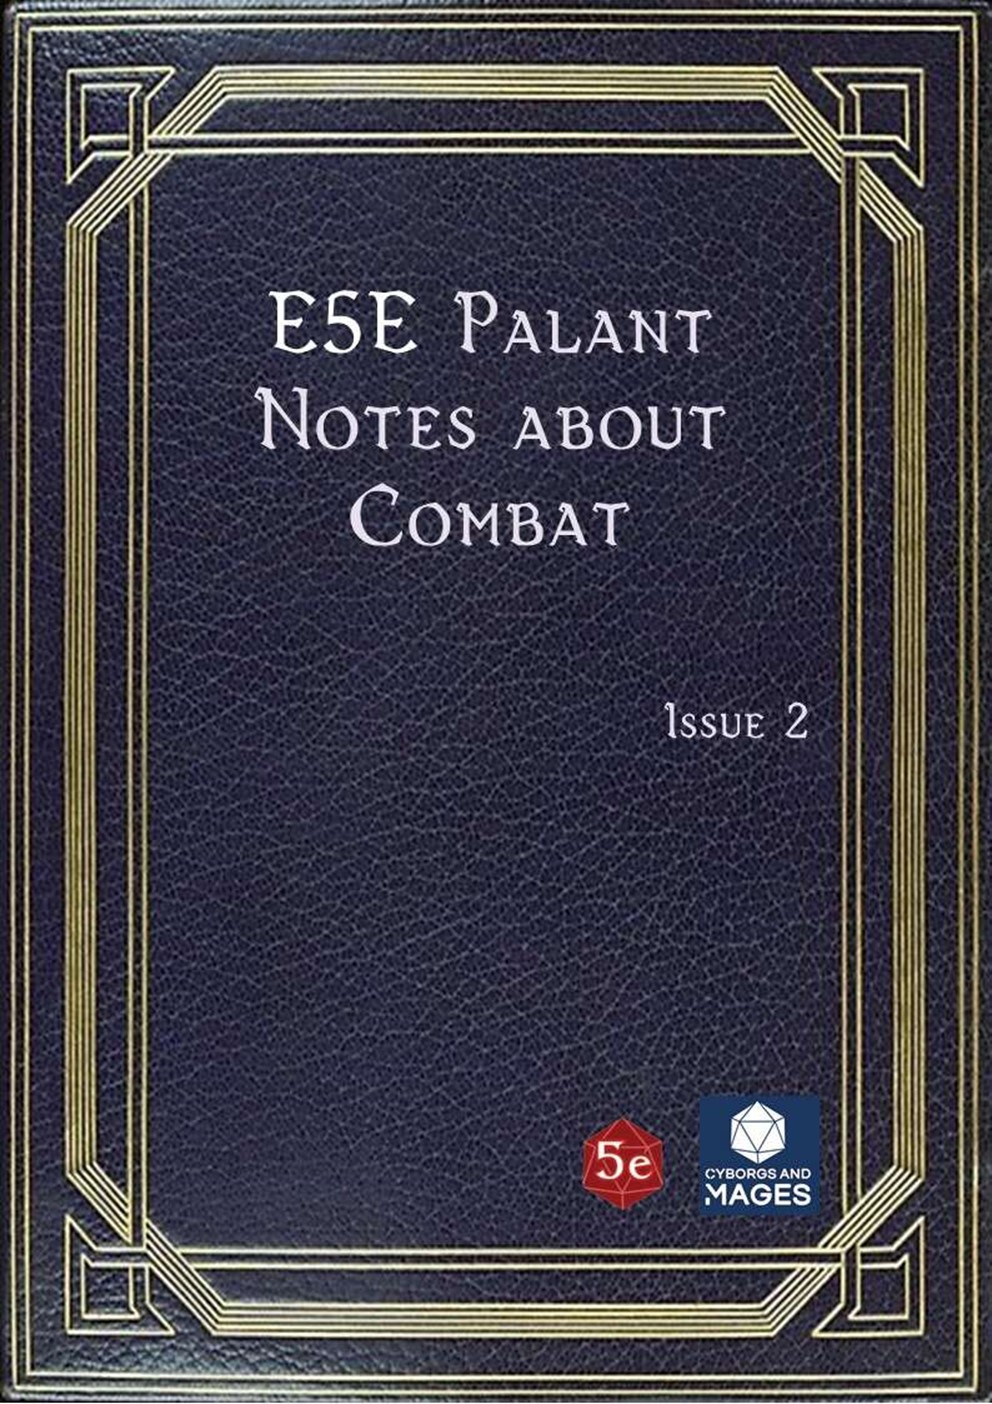 E5E Palant
Notes about
Combat
Issue 2
5e
CYBORGS AND
MAGES